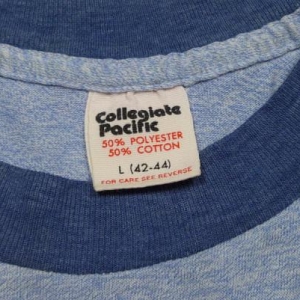 Collegiate
Pacific
50% POLYESTER
50% COTTON
L (42-44)
FOR CARE SEE REVERSE